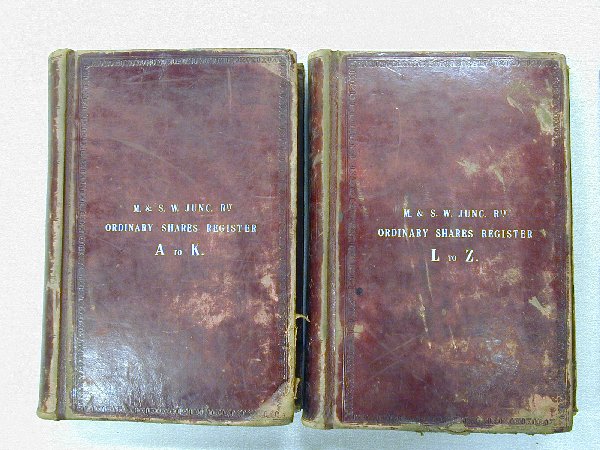 M. & S. W. JUNC. RY
ORDINARY SHARES REGISTER
A TO K.
M. & S. W. JUNC. RY
ORDINARY SHARES REGISTER
L TO Z.